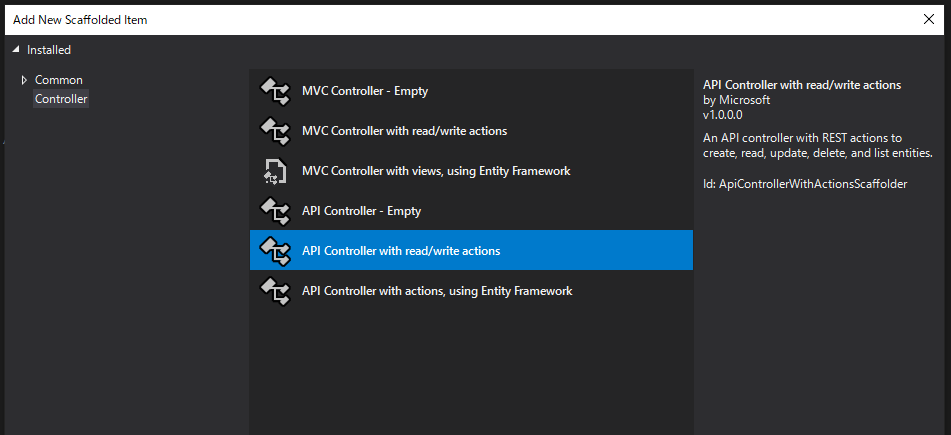 Add New Scaffolded Item
Installed
Common
Controller
MVC Controller - Empty
MVC Controller with read/write actions
MVC Controller with views, using Entity Framework
API Controller - Empty
API Controller with read/write actions
API Controller with actions, using Entity Framework
API Controller with read/write actions
by Microsoft
v1.0.0.0
An API controller with REST actions to
create, read, update, delete, and list entities.
Id: ApiControllerWithActionsScaffolder